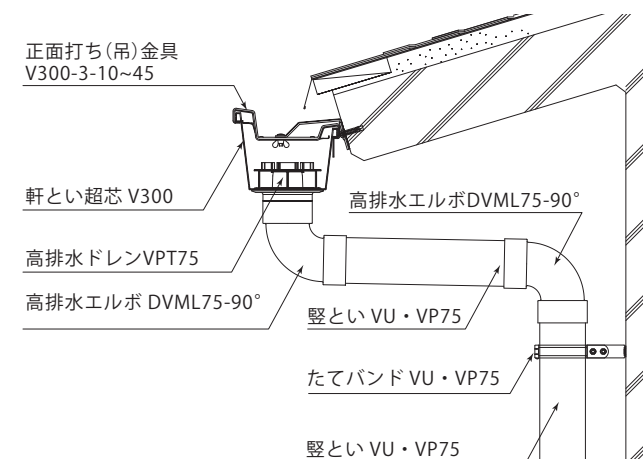 正面打ち(吊)金具
V300-3-10~45
軒とい超芯 V300
高排水ドレンVPT75
高排水エルボ DVML75-90°
高排水エルボDVML75-90°
竪とい VU・VP75
たてバンド VU・VP75
竪とい VU・VP75